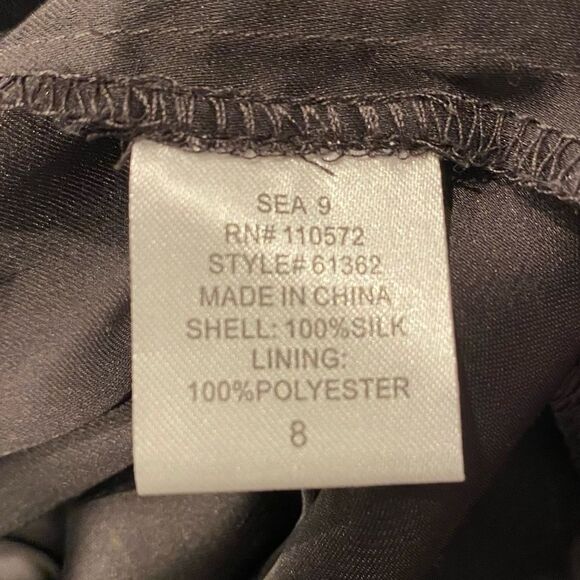 SEA 9
RN# 110572
STYLE# 61362
MADE IN CHINA
SHELL: 100%SILK
LINING:
100%POLYESTER
8